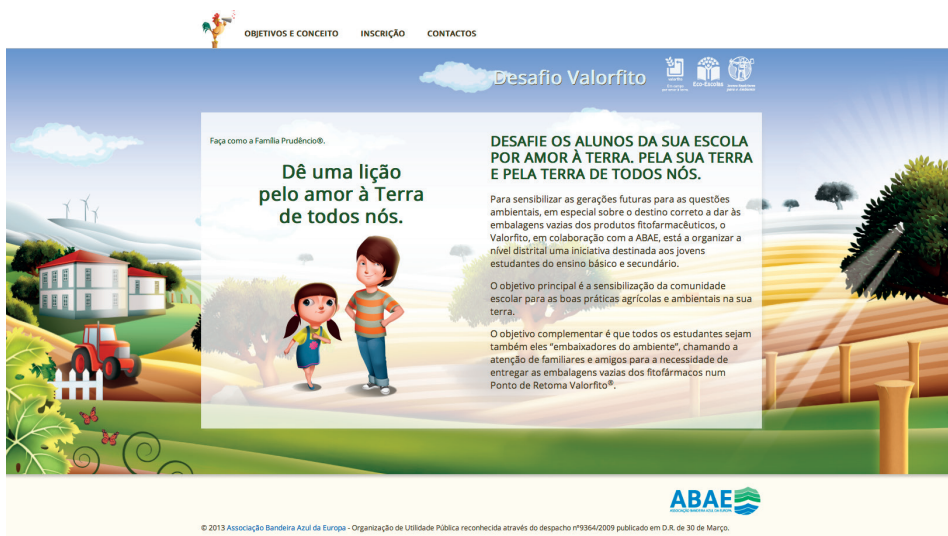 OBJETIVOS E CONCEITO INSCRIÇÃO CONTACTOS
Desafio Valorfito
valorfito
Eco-Escolas
Faça como a Família Prudêncio®.
Dê uma lição
pelo amor à Terra
de todos nós.
DESAFIE OS ALUNOS DA SUA ESCOLA
POR AMOR À TERRA. PELA SUA TERRA
E PELA TERRA DE TODOS NÓS.
Para sensibilizar as gerações futuras para as questões
ambientais, em especial sobre o destino correto a dar às
embalagens vazias dos produtos fitofarmacêuticos, o
Valorfito, em colaboração com a ABAE, está a organizar a
nível distrital uma iniciativa destinada aos jovens
estudantes do ensino básico e secundário.
O objetivo principal é a sensibilização da comunidade
escolar para as boas práticas agrícolas e ambientais na sua
terra.
O objetivo complementar é que todos os estudantes sejam
também eles “embaixadores do ambiente”, chamando a
atenção de familiares e amigos para a necessidade de
entregar as embalagens vazias dos fitofármacos num
Ponto de Retoma Valorfito®.
ABAE
ASSOCIAÇÃO BANDEIRA AZUL DA EUROPA
© 2013 Associação Bandeira Azul da Europa - Organização de Utilidade Pública reconhecida através do despacho nº9364/2009 publicado em D.R. de 30 de Março.